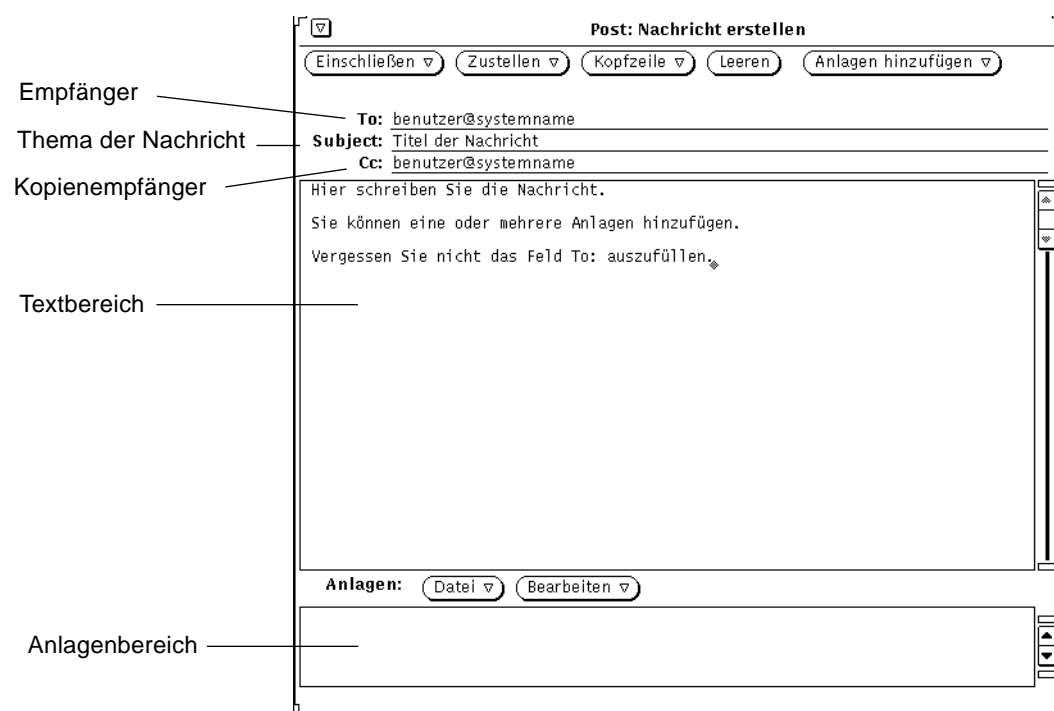 Post: Nachricht erstellen
Einschließen Zustellen Kopfzeile Leeren Anlagen hinzufügen
Empfänger
To: benutzer@systemname
Thema der Nachricht
Subject: Titel der Nachricht
Kopienempfänger
Cc: benutzer@systemname
Hier schreiben Sie die Nachricht.
Sie können eine oder mehrere Anlagen hinzufügen.
Vergessen Sie nicht das Feld To: auszufüllen.
Textbereich
Anlagen: Datei Bearbeiten
Anlagenbereich